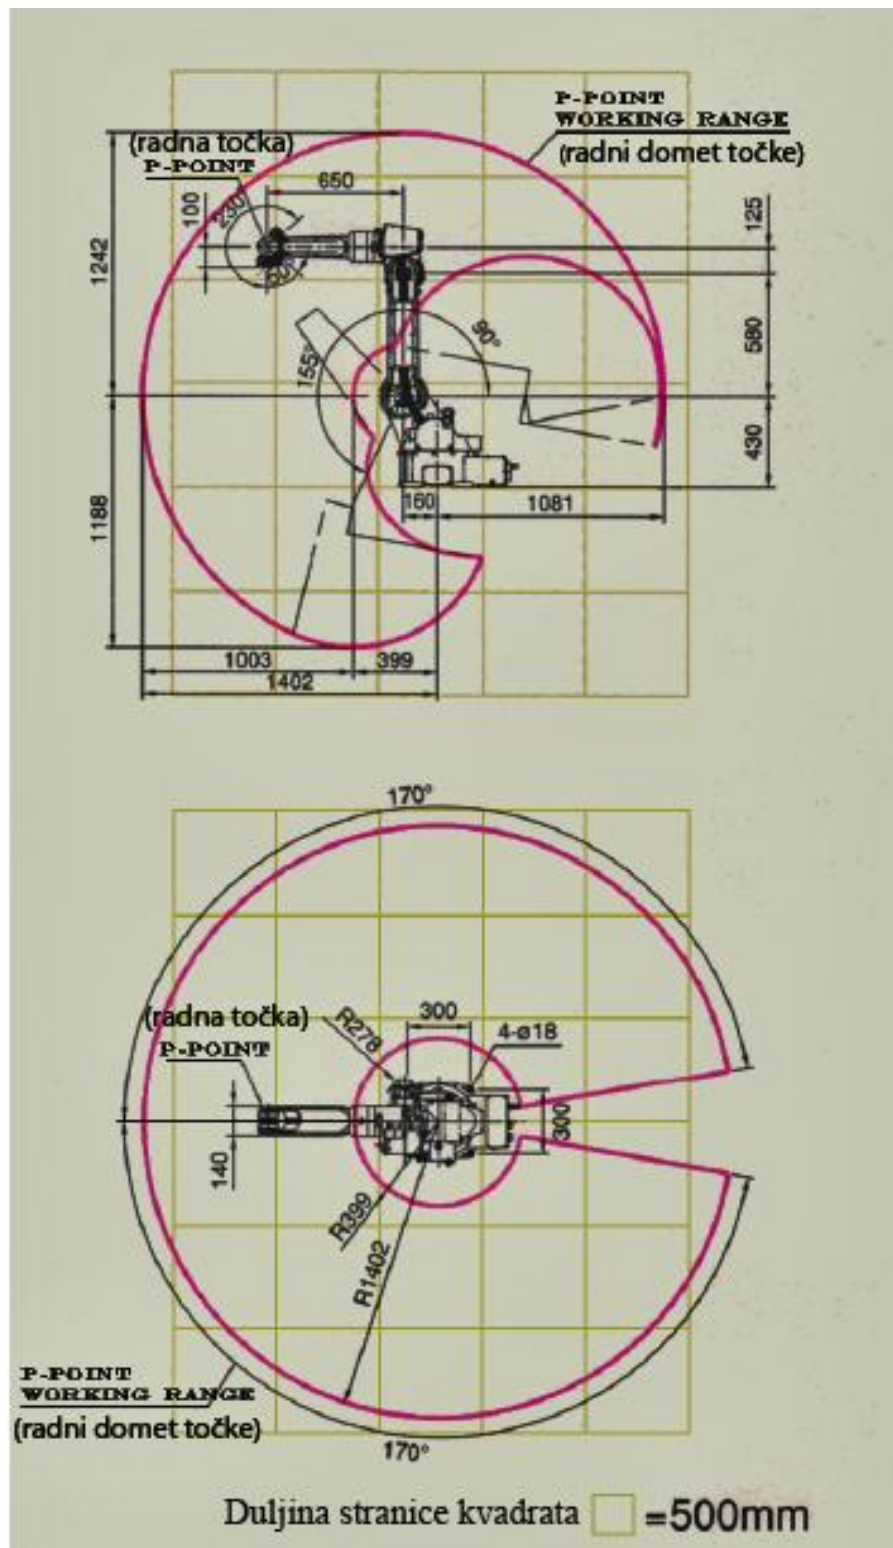 P-POINT
WORKING RANGE
(radni domet točke)
(radna točka)
P-POINT
650
100
230°
125
1242
580
90°
155°
430
160
1081
1188
1003
399
1402
170°
(radna točka)
P-POINT
R278
300
4-ø18
300
140
R399
R1402
P-POINT
WORKING RANGE
(radni domet točke)
170°
Duljina stranice kvadrata =500mm